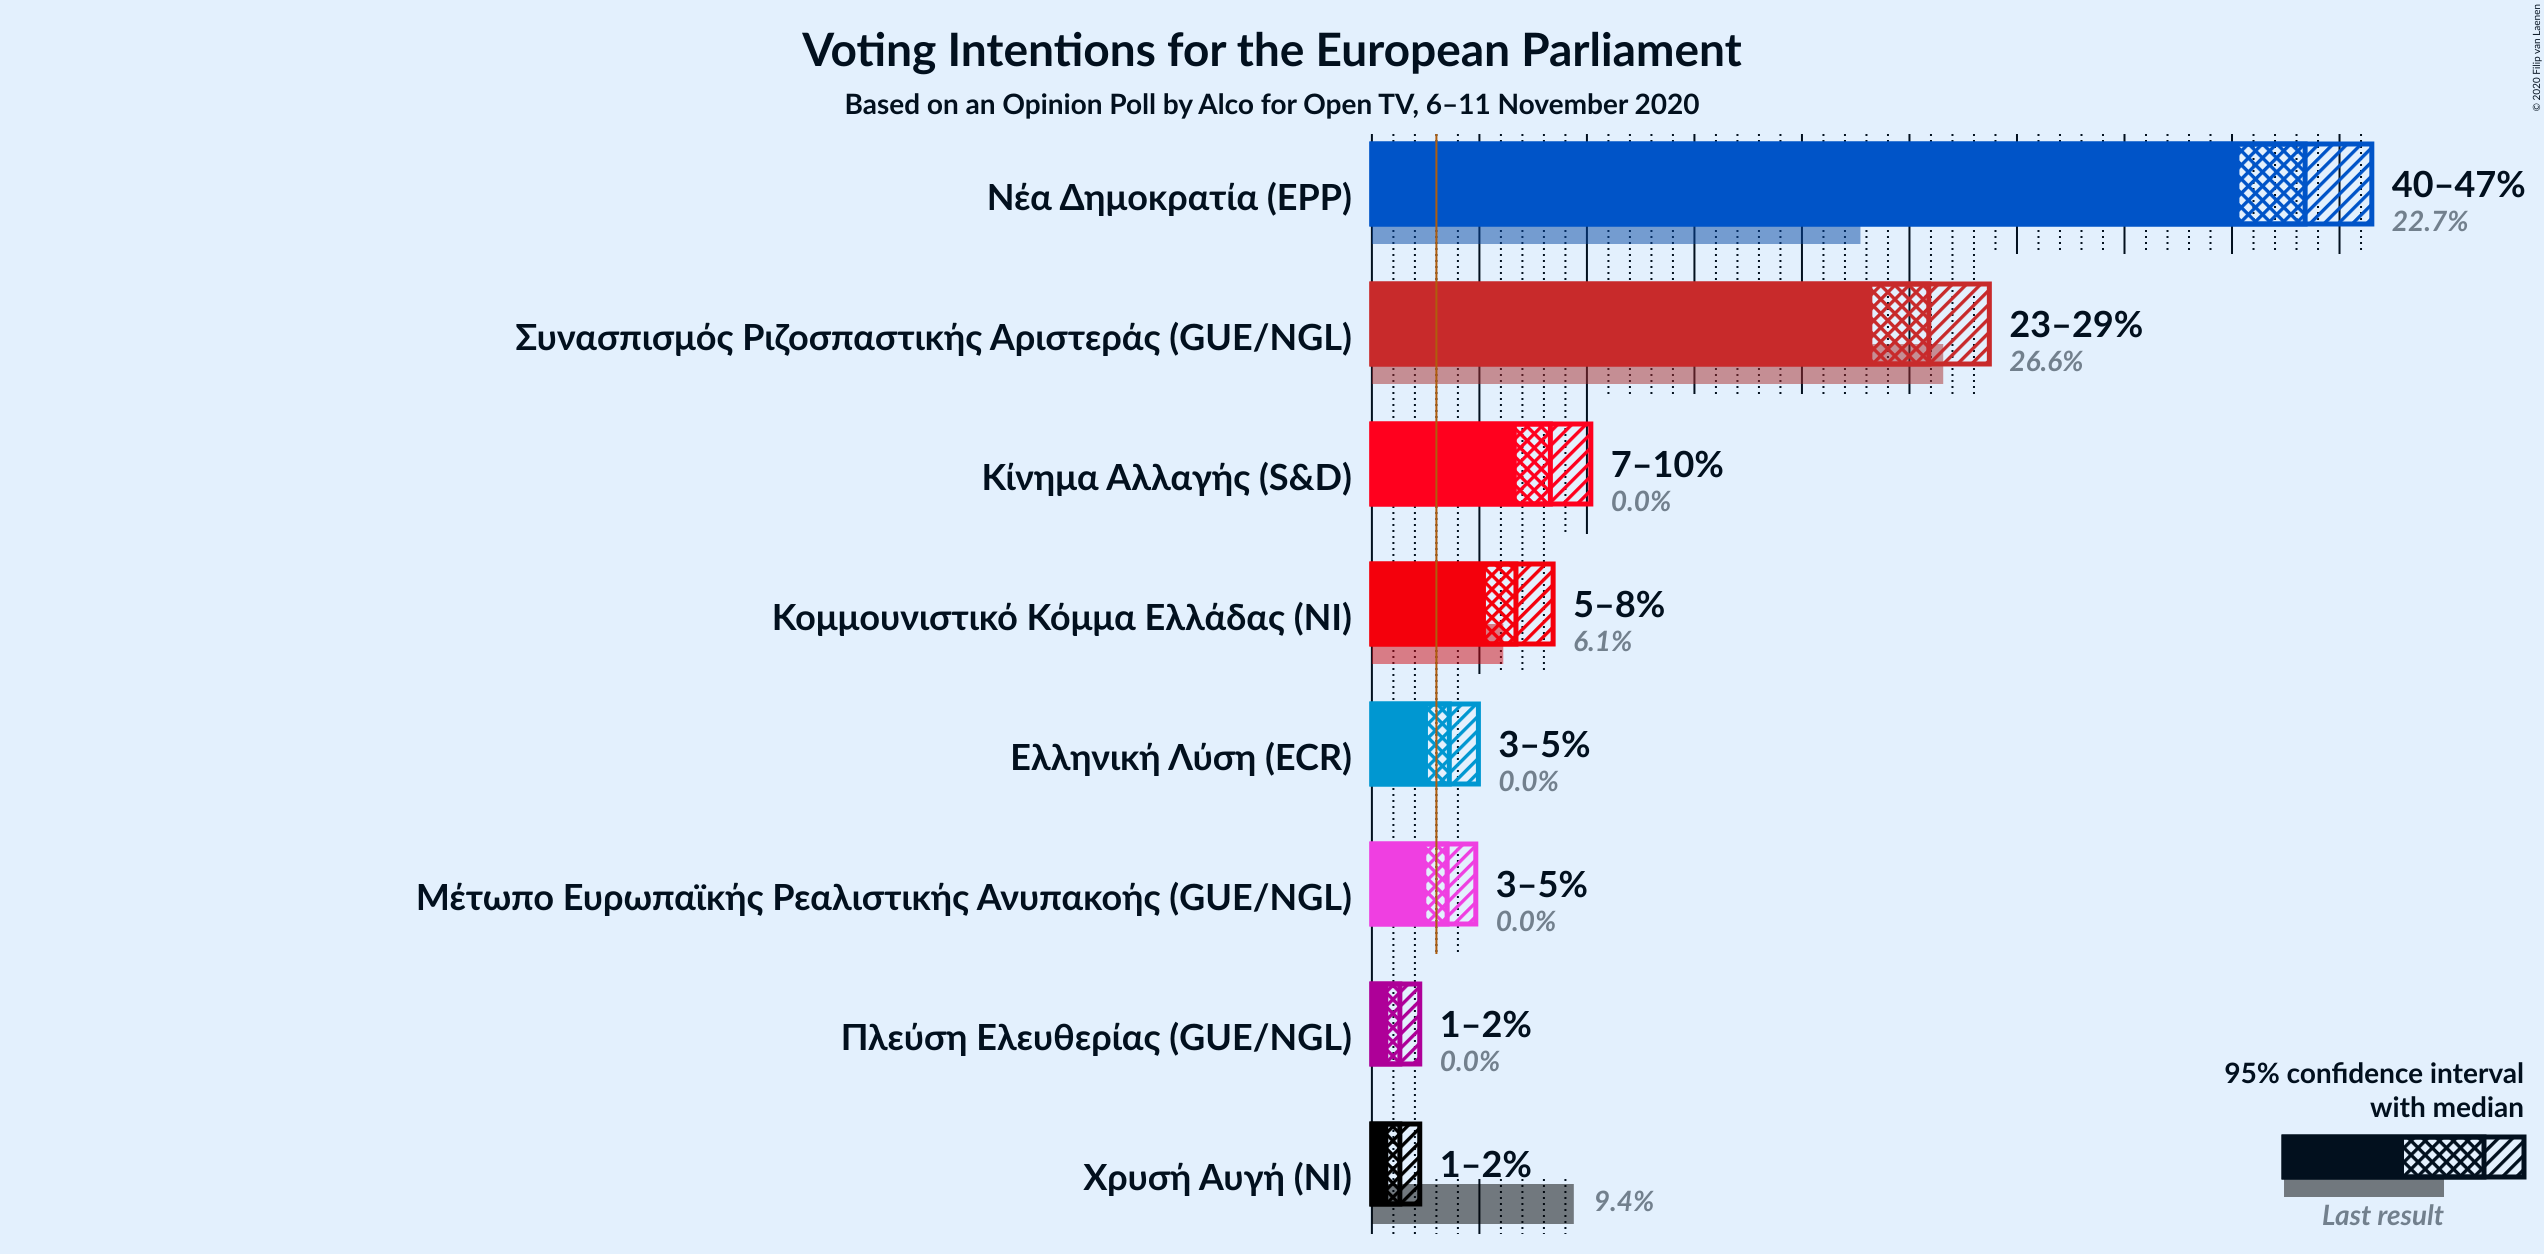 Voting Intentions for the European Parliament
Based on an Opinion Poll by Alco for Open TV, 6–11 November 2020
© 2020 Filip van Laenen
Νέα Δημοκρατία (EPP)
40–47%
22.7%
Συνασπισμός Ριζοσπαστικής Αριστεράς (GUE/NGL)
23–29%
26.6%
Κίνημα Αλλαγής (S&D)
7–10%
0.0%
Κομμουνιστικό Κόμμα Ελλάδας (NI)
5–8%
6.1%
Ελληνική Λύση (ECR)
3–5%
0.0%
Μέτωπο Ευρωπαϊκής Ρεαλιστικής Ανυπακοής (GUE/NGL)
3–5%
0.0%
Πλεύση Ελευθερίας (GUE/NGL)
1–2%
0.0%
Χρυσή Αυγή (NI)
1–2%
9.4%
95% confidence interval
with median
Last result